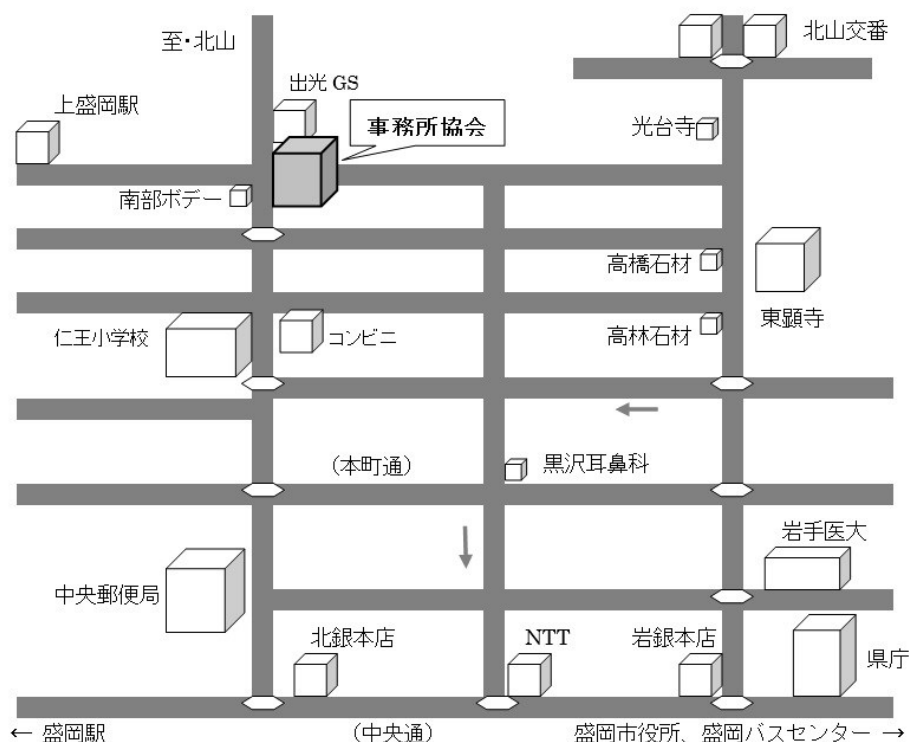 至・北山
北山交番
出光 GS
上盛岡駅
事務所協会
光台寺
南部ボデー
高橋石材
東顕寺
仁王小学校
コンビニ
高林石材
（本町通）
黒沢耳鼻科
岩手医大
中央郵便局
北銀本店
NTT
岩銀本店
県庁
← 盛岡駅
（中央通）
盛岡市役所、盛岡バスセンター →